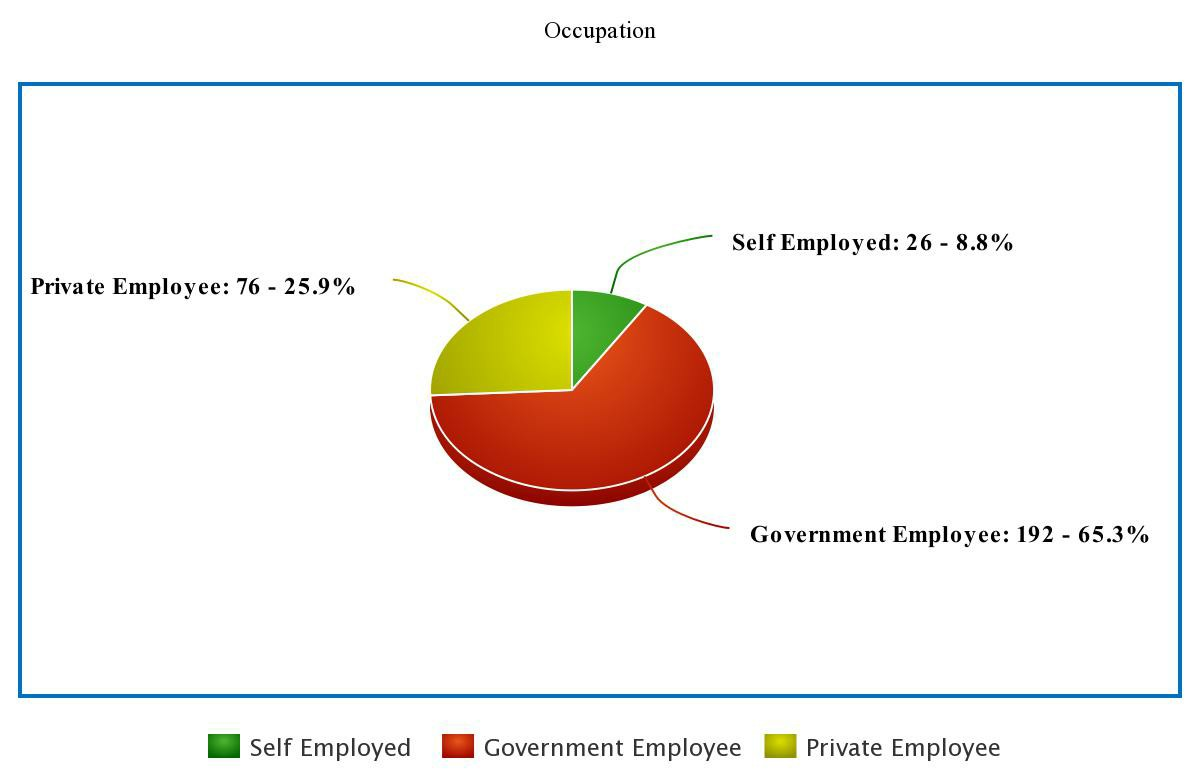 Occupation
Self Employed: 26 - 8.8%
Private Employee: 76 - 25.9%
Government Employee: 192 - 65.3%
Self Employed Government Employee Private Employee